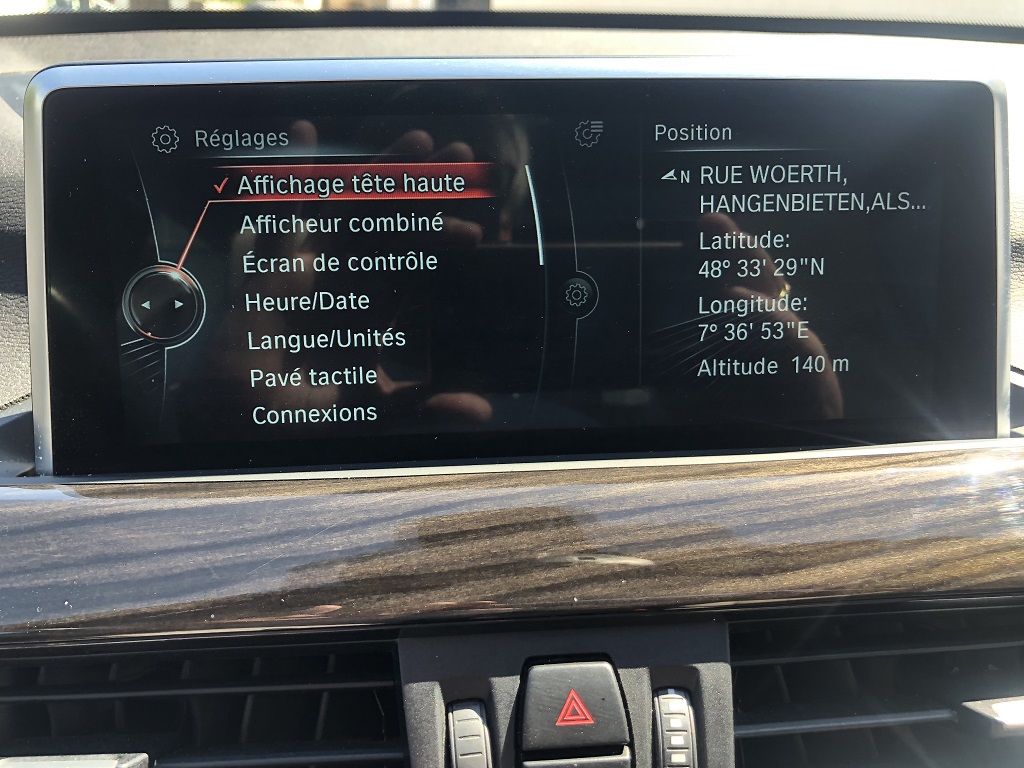 Réglages
✓ Affichage tête haute
Afficheur combiné
Écran de contrôle
Heure/Date
Langue/Unités
Pavé tactile
Connexions
Position
N RUE WOERTH,
HANGENBIETEN,ALS...
Latitude:
48° 33' 29"N
Longitude:
7° 36' 53"E
Altitude 140 m